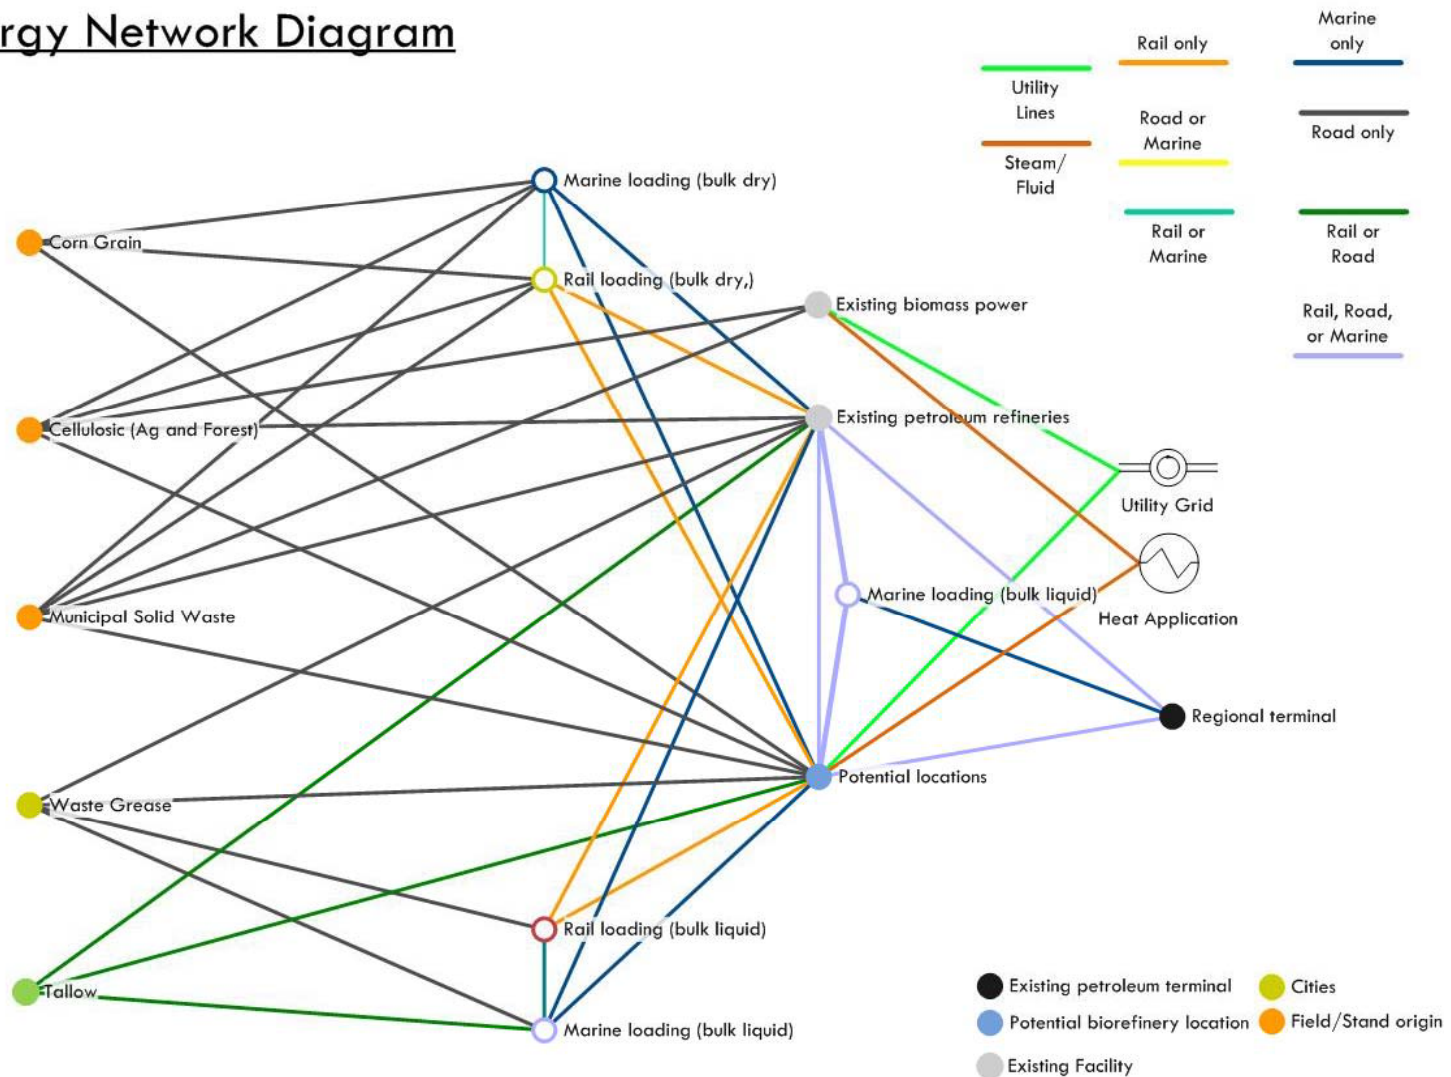 rgy Network Diagram
Rail only
Marine
only
Utility
Lines
Road or
Marine
Road only
Steam/
Fluid
Rail or
Marine
Rail or
Road
Rail, Road,
or Marine
Marine loading (bulk dry)
Corn Grain
Rail loading (bulk dry,)
Existing biomass power
Existing petroleum refineries
Cellulosic (Ag and Forest)
Utility Grid
Marine loading (bulk liquid)
Heat Application
Municipal Solid Waste
Regional terminal
Potential locations
Waste Grease
Rail loading (bulk liquid)
Tallow
Marine loading (bulk liquid)
Existing petroleum terminal
Cities
Potential biorefinery location
Field/Stand origin
Existing Facility